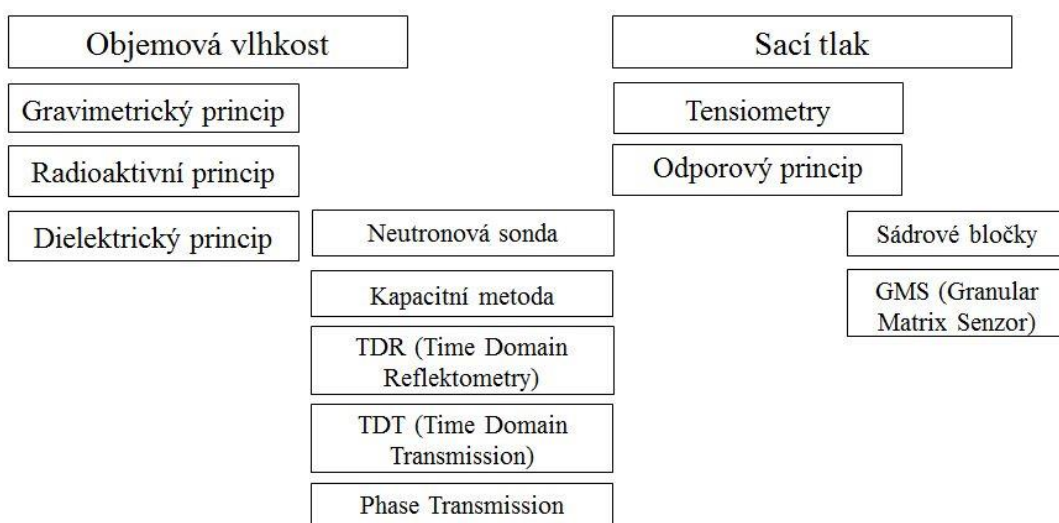 Objemová vlhkost
Sací tlak
Gravimetrický princip
Tensiometry
Radioaktivní princip
Odporový princip
Dielektrický princip
Neutronová sonda
Sádrové bločky
Kapacitní metoda
GMS (Granular
Matrix Senzor)
TDR (Time Domain
Reflektometry)
TDT (Time Domain
Transmission)
Phase Transmission